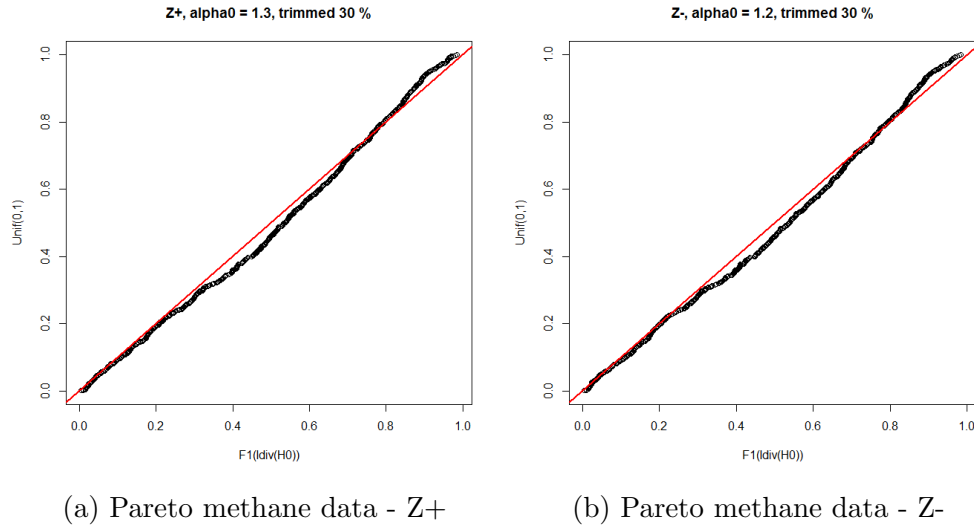 Z+, alpha0 = 1.3, trimmed 30 %
1.0
0.8
0.6
0.4
0.2
0.0
Unif(0,1)
0.0 0.2 0.4 0.6 0.8 1.0
F1(Idiv(H0))
(a) Pareto methane data - Z+
Z-, alpha0 = 1.2, trimmed 30 %
1.0
0.8
0.6
0.4
0.2
0.0
Unif(0,1)
0.0 0.2 0.4 0.6 0.8 1.0
F1(Idiv(H0))
(b) Pareto methane data - Z-